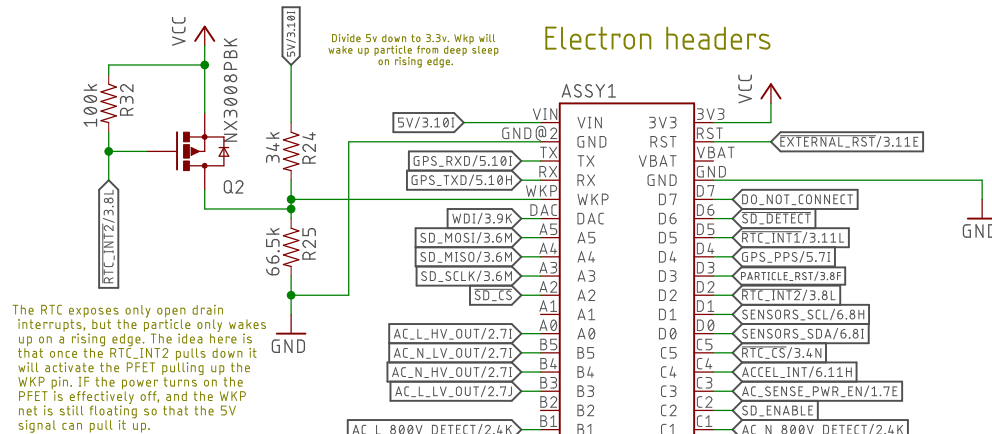 VCC
5V/3.10I
Divide 5v down to 3.3v. Wkp will
wake up particle from deep sleep
on rising edge.
Electron headers
100k
R32
NX3008PBK
Q2
RTC_INT2/3.8L
34k
R24
66.5k
R25
GND
The RTC exposes only open drain
interrupts, but the particle only wakes
up on a rising edge. The idea here is
that once the RTC_INT2 pulls down it
will activate the PFET pulling up the
WKP pin. IF the power turns on the
PFET is effectively off, and the WKP
net is still floating so that the 5V
signal can pull it up.
ASSY1
VCC
5V/3.10I VIN VIN 3V3 3V3
GND@2 GND RST RST EXTERNAL_RST/3.11E
GPS_RXD/5.10I TX TX VBAT VBAT
GPS_TXD/5.10H RX RX GND GND
WKP WKP D7 D7 DO_NOT_CONNECT
WDI/3.9K DAC DAC D6 D6 SD_DETECT
SD_MOSI/3.6M A5 A5 D5 D5 RTC_INT1/3.11L
SD_MISO/3.6M A4 A4 D4 D4 GPS_PPS/5.7I
SD_SCLK/3.6M A3 A3 D3 D3 PARTICLE_RST/3.8F
SD_CS A2 A2 D2 D2 RTC_INT2/3.8L
A1 A1 D1 D1 SENSORS_SCL/6.8H
AC_L_HV_OUT/2.7I A0 A0 D0 D0 SENSORS_SDA/6.8I
AC_N_LV_OUT/2.7I B5 B5 C5 C5 RTC_CS/3.4N
AC_N_HV_OUT/2.7I B4 B4 C4 C4 ACCEL_INT/6.11H
AC_L_LV_OUT/2.7J B3 B3 C3 C3 AC_SENSE_PWR_EN/1.7E
B2 B2 C2 C2 SD_ENABLE
AC_L_800V_DETECT/2.4K B1 B1 C1 C1 AC_N_800V_DETECT/2.4K
GND